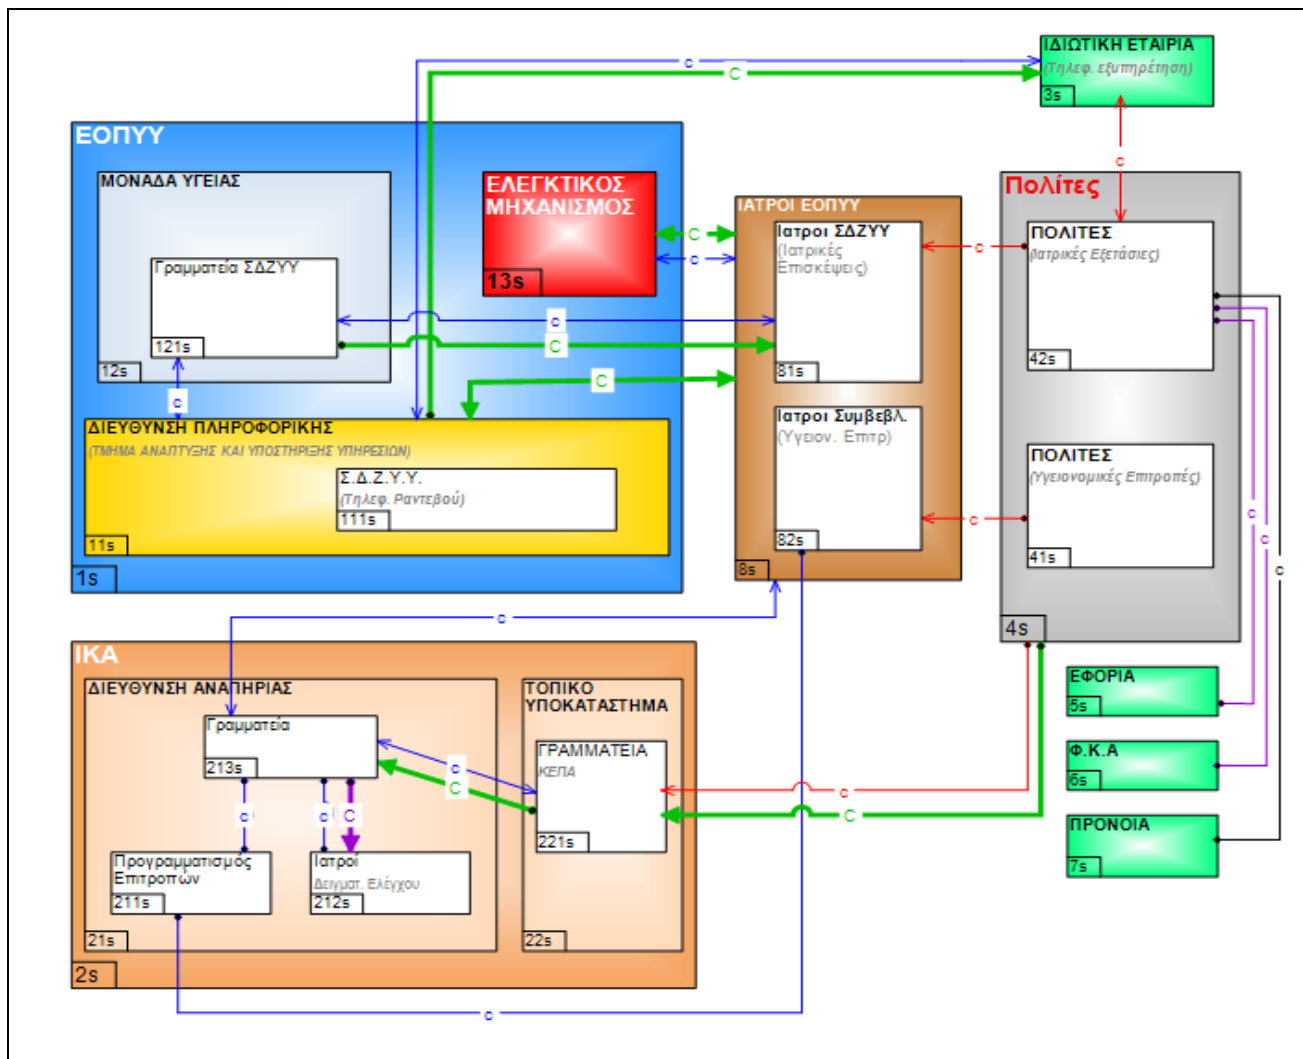 ΙΔΙΩΤΙΚΗ ΕΤΑΙΡΙΑ
(Τηλεφ. εξυπηρέτηση)
3s
c
C
c
ΕΟΠΥΥ
ΜΟΝΑΔΑ ΥΓΕΙΑΣ
Γραμματεία ΣΔΖΥΥ
121s
12s
ΕΛΕΓΚΤΙΚΟΣ
ΜΗΧΑΝΙΣΜΟΣ
13s
C
c
c
C
C
c
ΔΙΕΥΘΥΝΣΗ ΠΛΗΡΟΦΟΡΙΚΗΣ
(ΤΜΗΜΑ ΑΝΑΠΤΥΞΗΣ ΚΑΙ ΥΠΟΣΤΗΡΙΞΗΣ ΥΠΗΡΕΣΙΩΝ)
Σ.Δ.Ζ.Υ.Υ.
(Τηλεφ. Ραντεβού)
111s
11s
1s
ΙΑΤΡΟΙ ΕΟΠΥΥ
Ιατροι ΣΔΖΥΥ
(Ιατρικές
Επισκέψεις)
81s
Ιατροι Συμβεβλ.
(Υγειον. Επιτρ)
82s
8s
c
c
Πολίτες
ΠΟΛΙΤΕΣ
(Ιατρικές Εξετάσιες)
42s
ΠΟΛΙΤΕΣ
(Υγειονομικές Επιτροπές)
41s
4s
c
c
c
ΕΦΟΡΙΑ
5s
Φ.Κ.Α
6s
ΠΡΟΝΟΙΑ
7s
c
ΙΚΑ
ΔΙΕΥΘΥΝΣΗ ΑΝΑΠΗΡΙΑΣ
Γραμματεία
213s
c
c
C
Προγραμματισμός
Επιτροπών
211s
Ιατροί
Δειγματ. Ελέγχου
212s
21s
c
C
ΤΟΠΙΚΟ
ΥΠΟΚΑΤΑΣΤΗΜΑ
ΓΡΑΜΜΑΤΕΙΑ
ΚΕΠΑ
221s
22s
2s
c
C
c